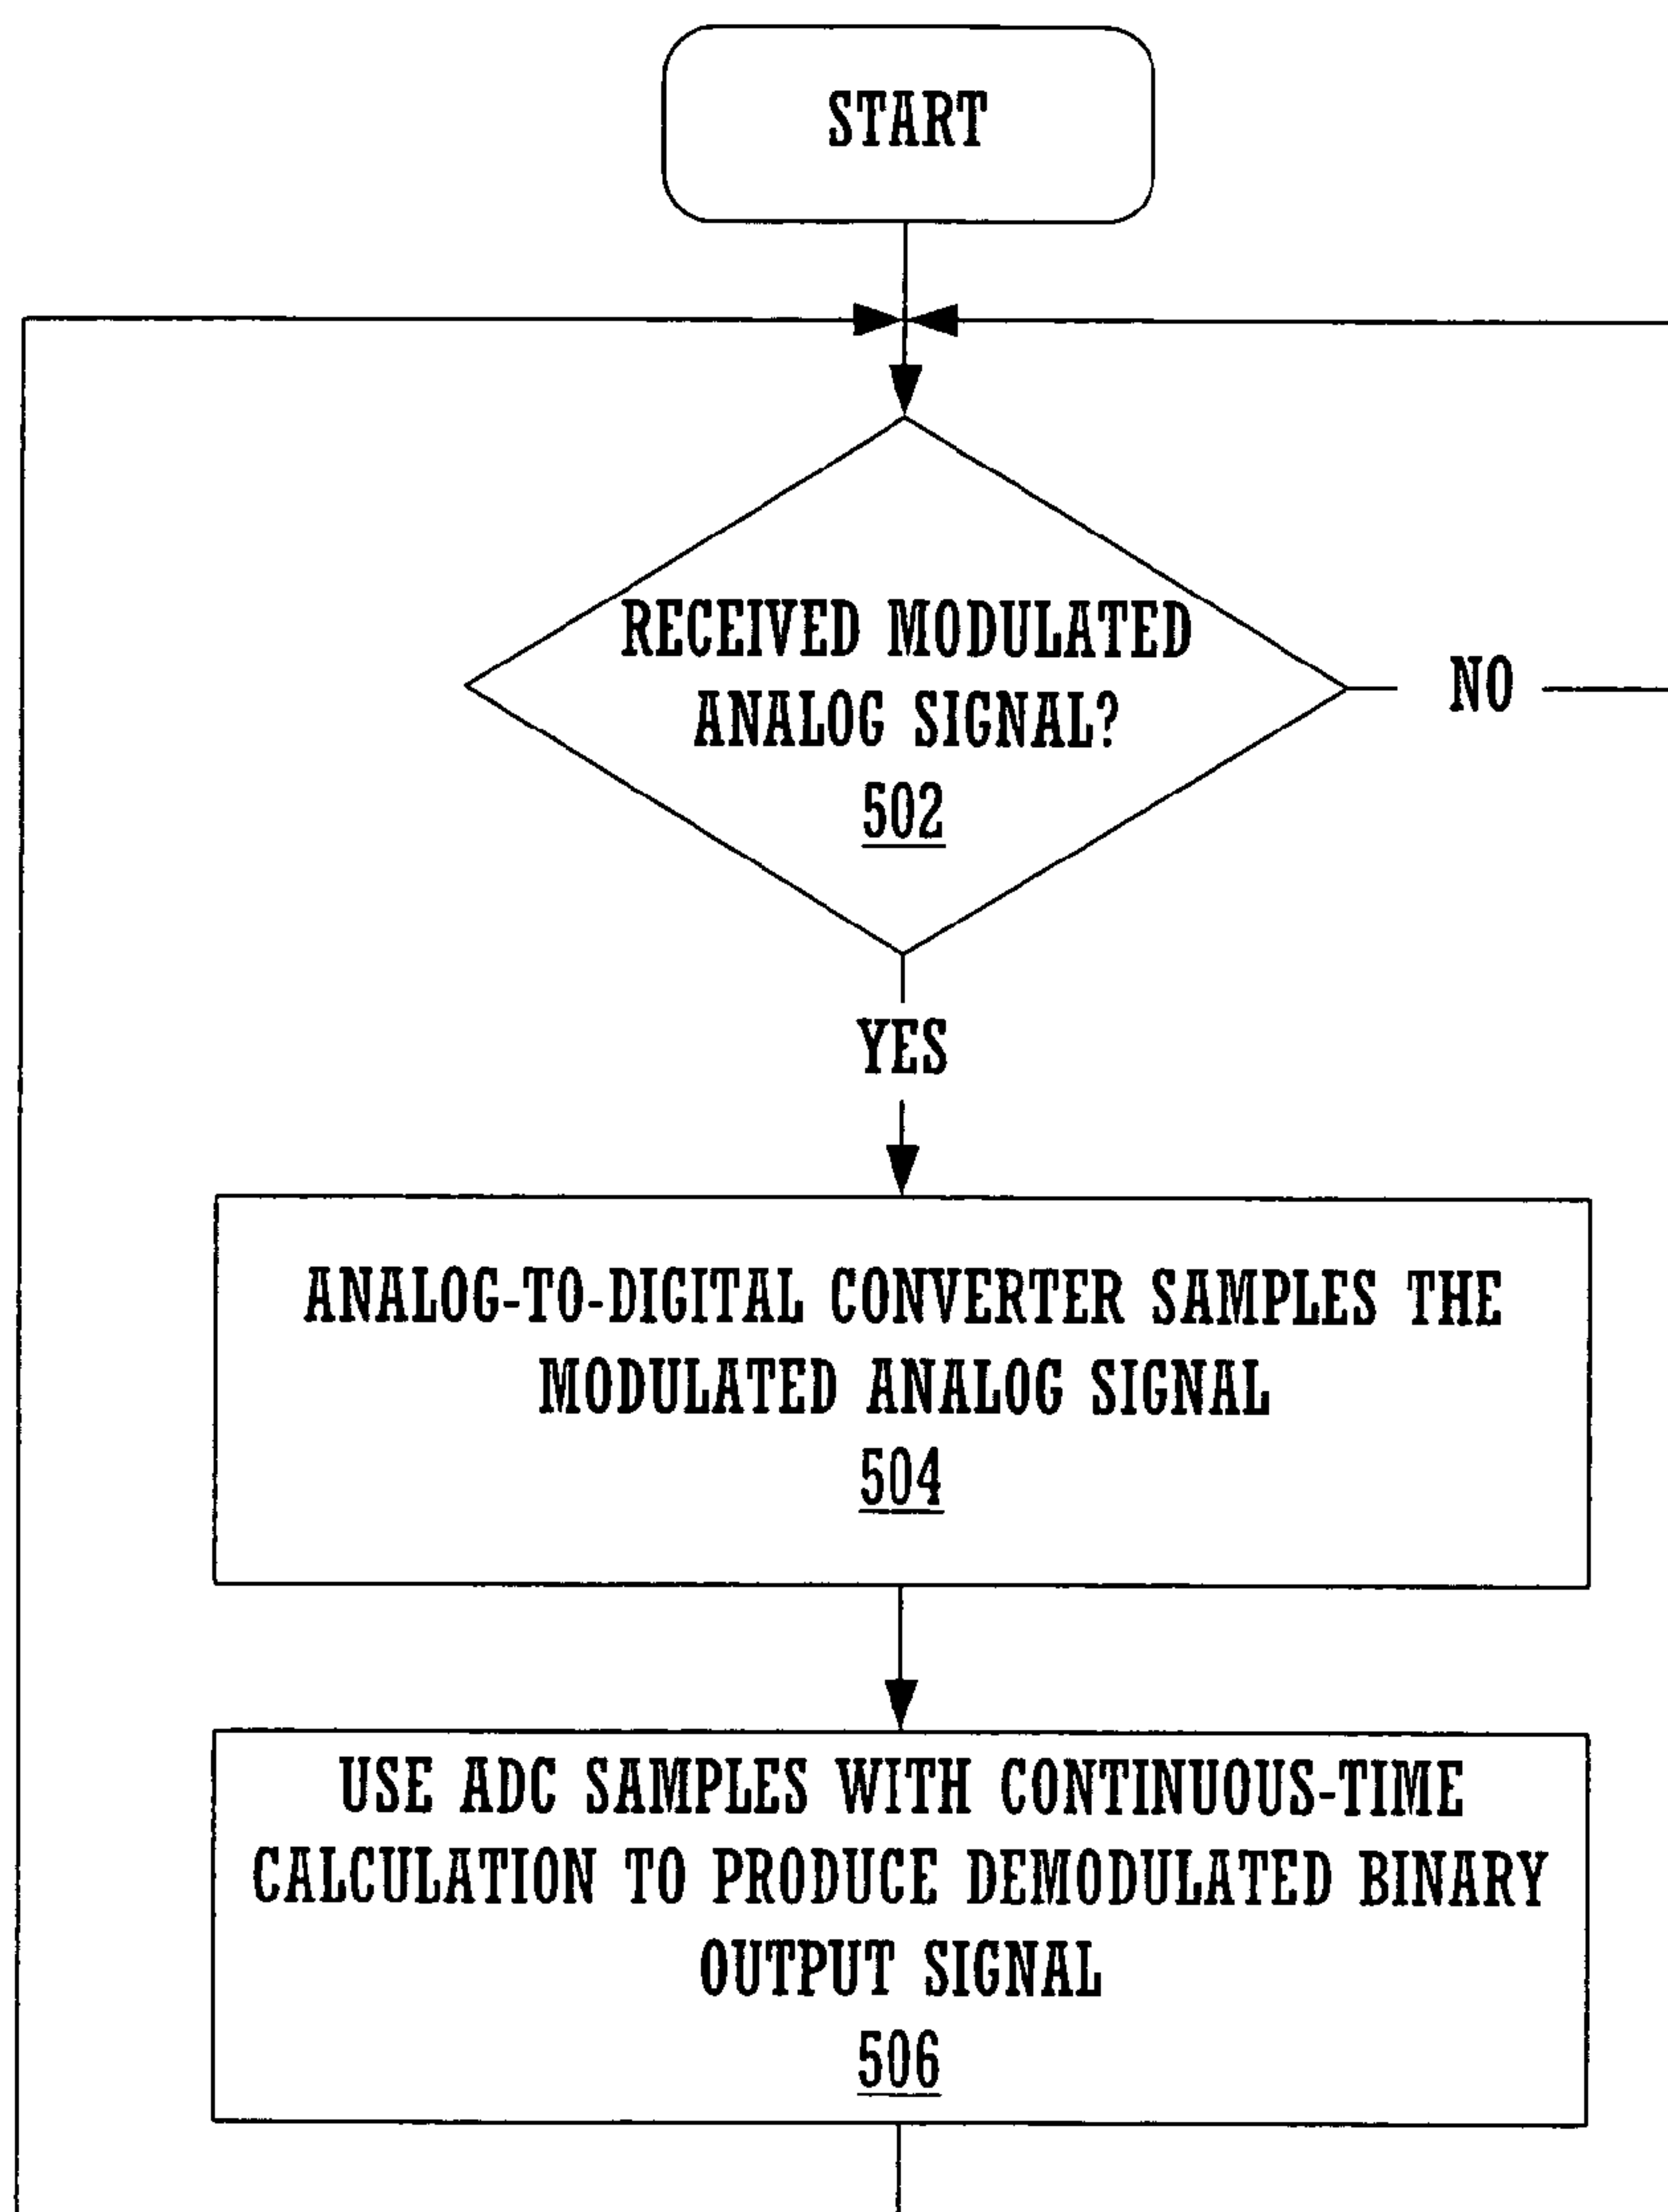 START
RECEIVED MODULATED
ANALOG SIGNAL?
502
NO
YES
ANALOG-TO-DIGITAL CONVERTER SAMPLES THE
MODULATED ANALOG SIGNAL
504
USE ADC SAMPLES WITH CONTINUOUS-TIME
CALCULATION TO PRODUCE DEMODULATED BINARY
OUTPUT SIGNAL
506